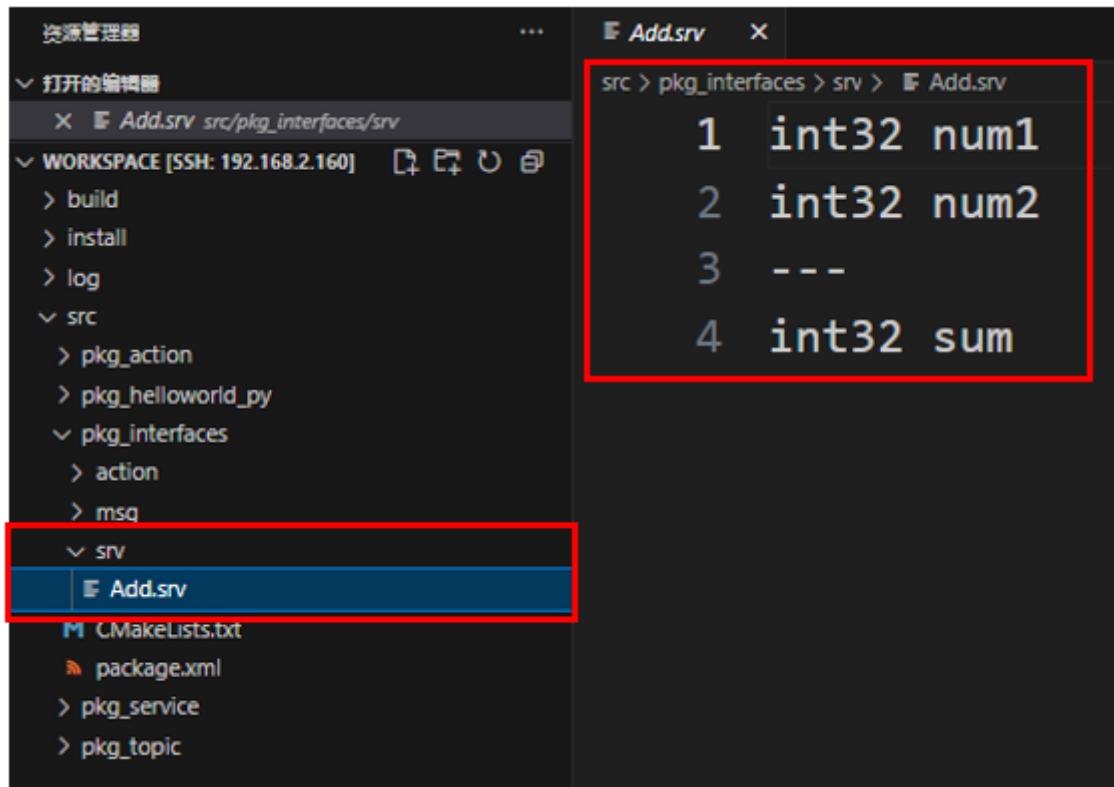 资源管理器 ···
打开的编辑器
Add.srv src/pkg_interfaces/srv
WORKSPACE [SSH: 192.168.2.160]
build
install
log
src
pkg_action
pkg_helloworld_py
pkg_interfaces
action
msg
srv
Add.srv
CMakeLists.txt
package.xml
pkg_service
pkg_topic
Add.srv
src > pkg_interfaces > srv > Add.srv
1 int32 num1
2 int32 num2
3 ---
4 int32 sum